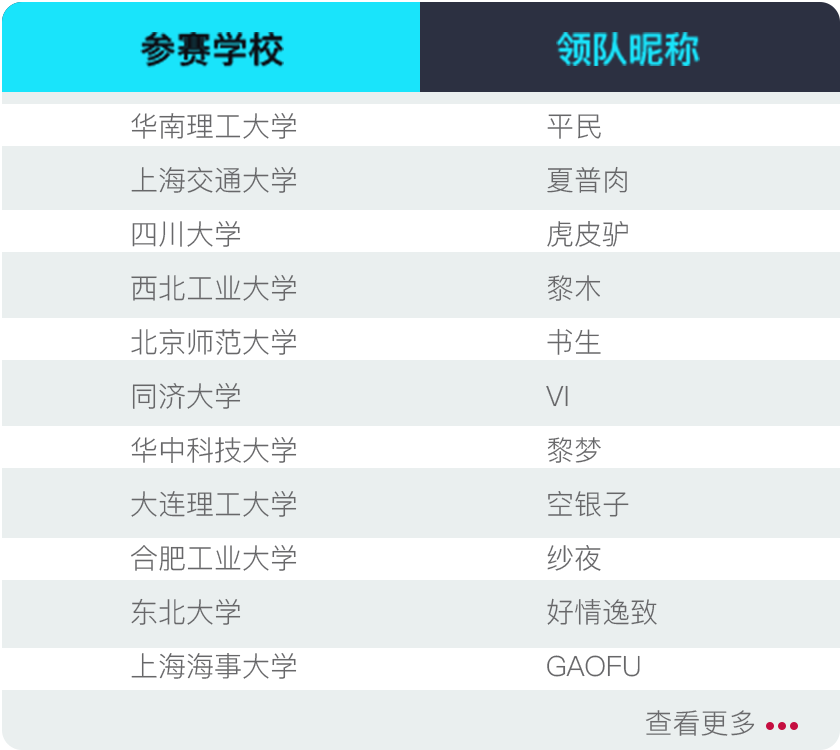 参赛学校 领队昵称
华南理工大学 平民
上海交通大学 夏普肉
四川大学 虎皮驴
西北工业大学 黎木
北京师范大学 书生
同济大学 VI
华中科技大学 黎梦
大连理工大学 空银子
合肥工业大学 纱夜
东北大学 好情逸致
上海海事大学 GAOFU
查看更多